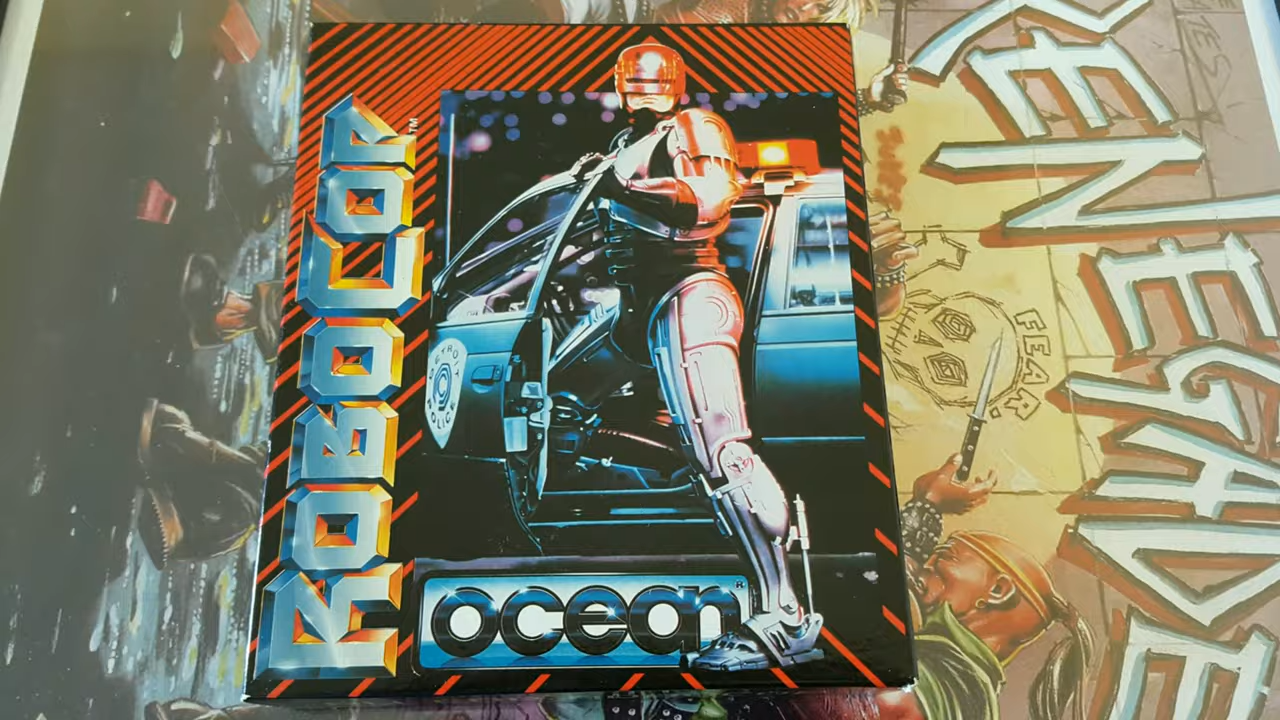 ROBOCOP™
DETROIT
POLICE
ocean®
RENEGADE
FEAR.